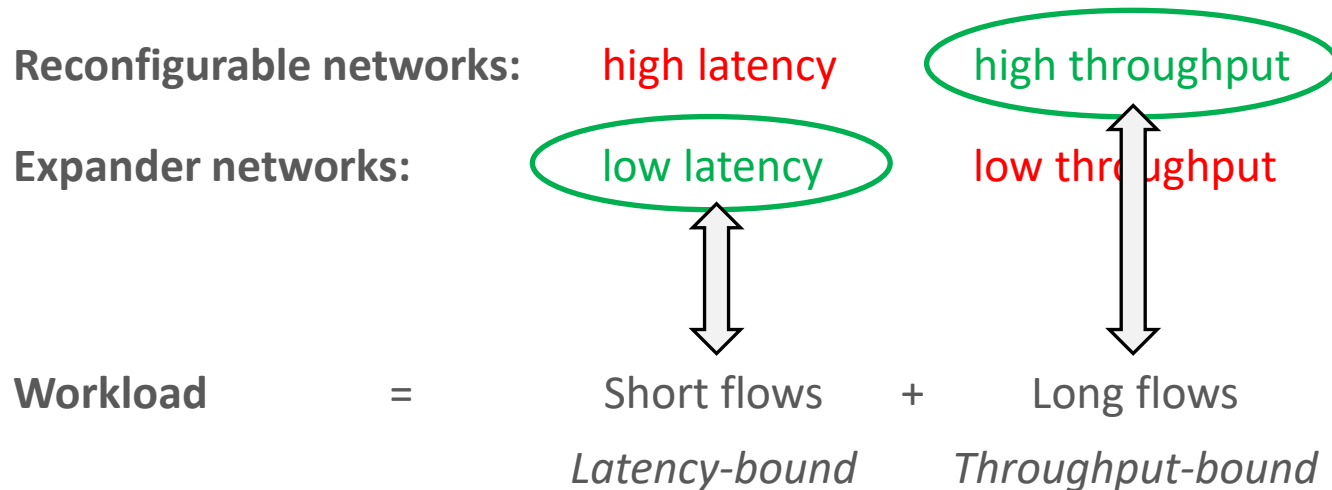 Reconfigurable networks: high latency high throughput
Expander networks: low latency low throughput
Workload = Short flows + Long flows
Latency-bound Throughput-bound